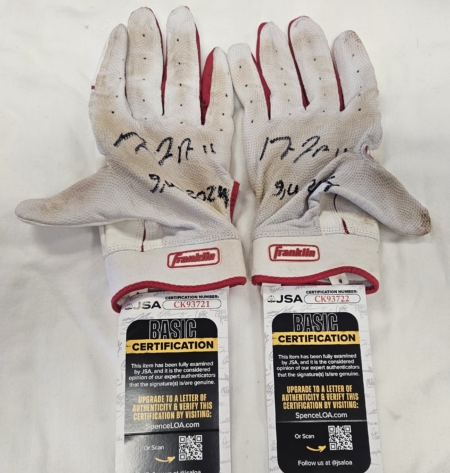 Franklin
Franklin
JSA CERTIFICATION NUMBER:
CK93721
BASIC
CERTIFICATION
This item has been fully examined
by JSA, and it is the considered
opinion of our expert authenticators
that the signature(s) is/are genuine.
UPGRADE TO A LETTER OF
AUTHENTICITY & VERIFY THIS
CERTIFICATION BY VISITING:
SpenceLOA.com
Or Scan
Follow us at @jsaloa
JSA CERTIFICATION NUMBER:
CK93722
BASIC
CERTIFICATION
This item has been fully examined
by JSA, and it is the considered
opinion of our expert authenticators
that the signature(s) is/are genuine.
UPGRADE TO A LETTER OF
AUTHENTICITY & VERIFY THIS
CERTIFICATION BY VISITING:
SpenceLOA.com
Or Scan
Follow us at @jsaloa